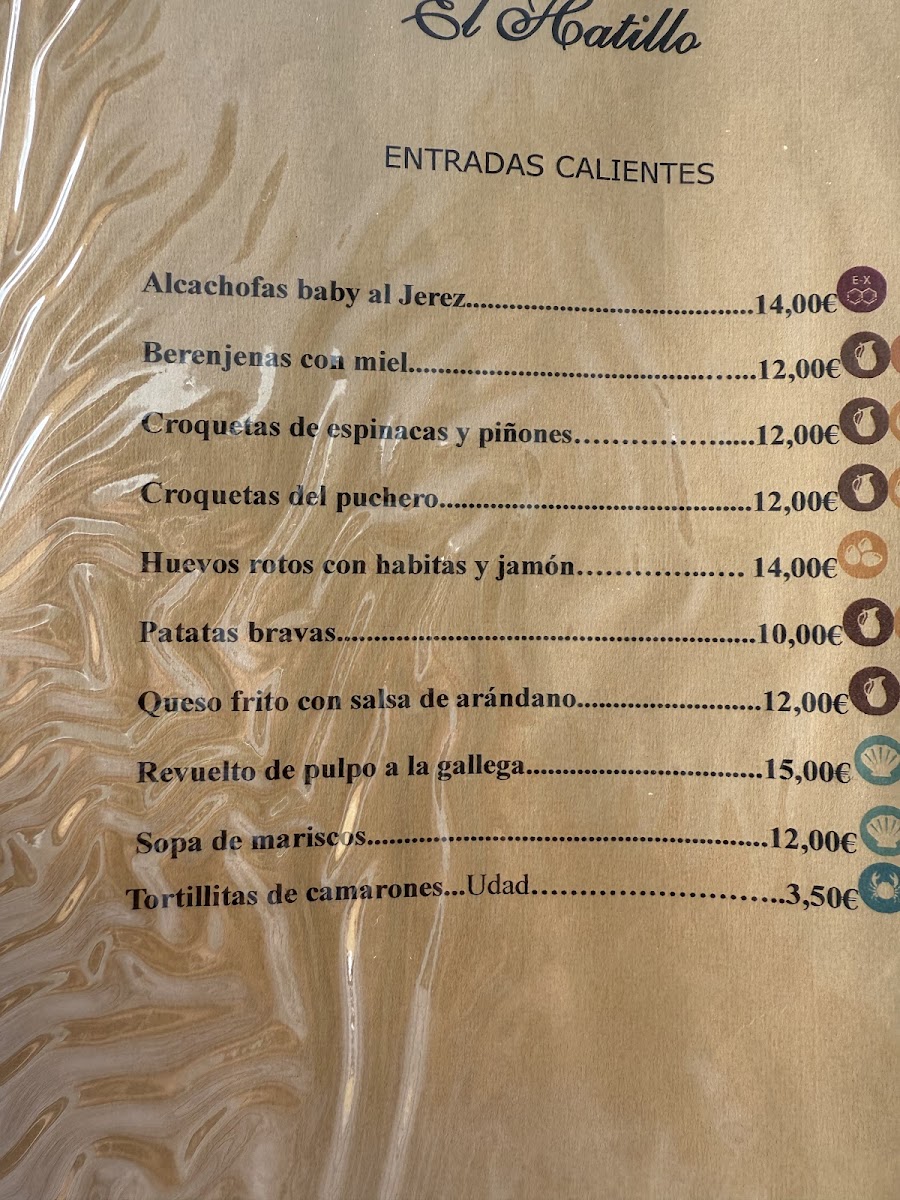 El Hatillo
ENTRADAS CALIENTES
Alcachofas baby al Jerez..............................................14,00€
E-X
Berenjenas con miel......................................................12,00€
Croquetas de espinacas y piñones……………......12,00€
Croquetas del puchero..................................................12,00€
Huevos rotos con habitas y jamón……………..…. 14,00€
Patatas bravas....................................................................10,00€
Queso frito con salsa de arándano..............................12,00€
Revuelto de pulpo a la gallega.......................................15,00€
Sopa de mariscos.................................................................12,00€
Tortillitas de camarones...Udad……………………..3,50€